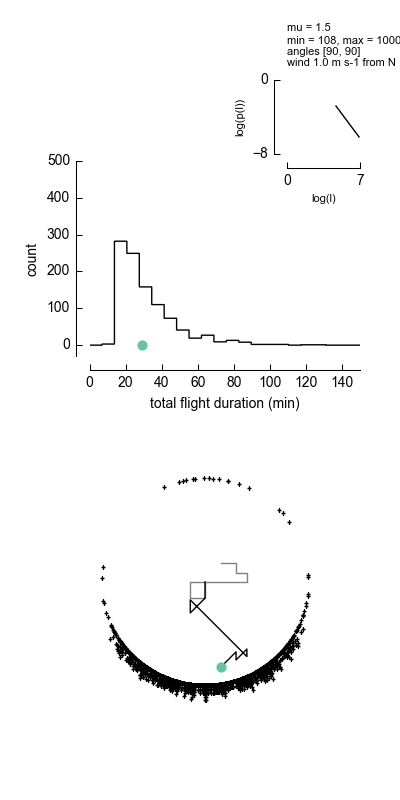 mu = 1.5
min = 108, max = 1000
angles [90, 90]
wind 1.0 m s-1 from N
0
log(p(l))
−8
0 7
log(l)
500
400
300
200
100
0
count
0 20 40 60 80 100 120 140
total flight duration (min)